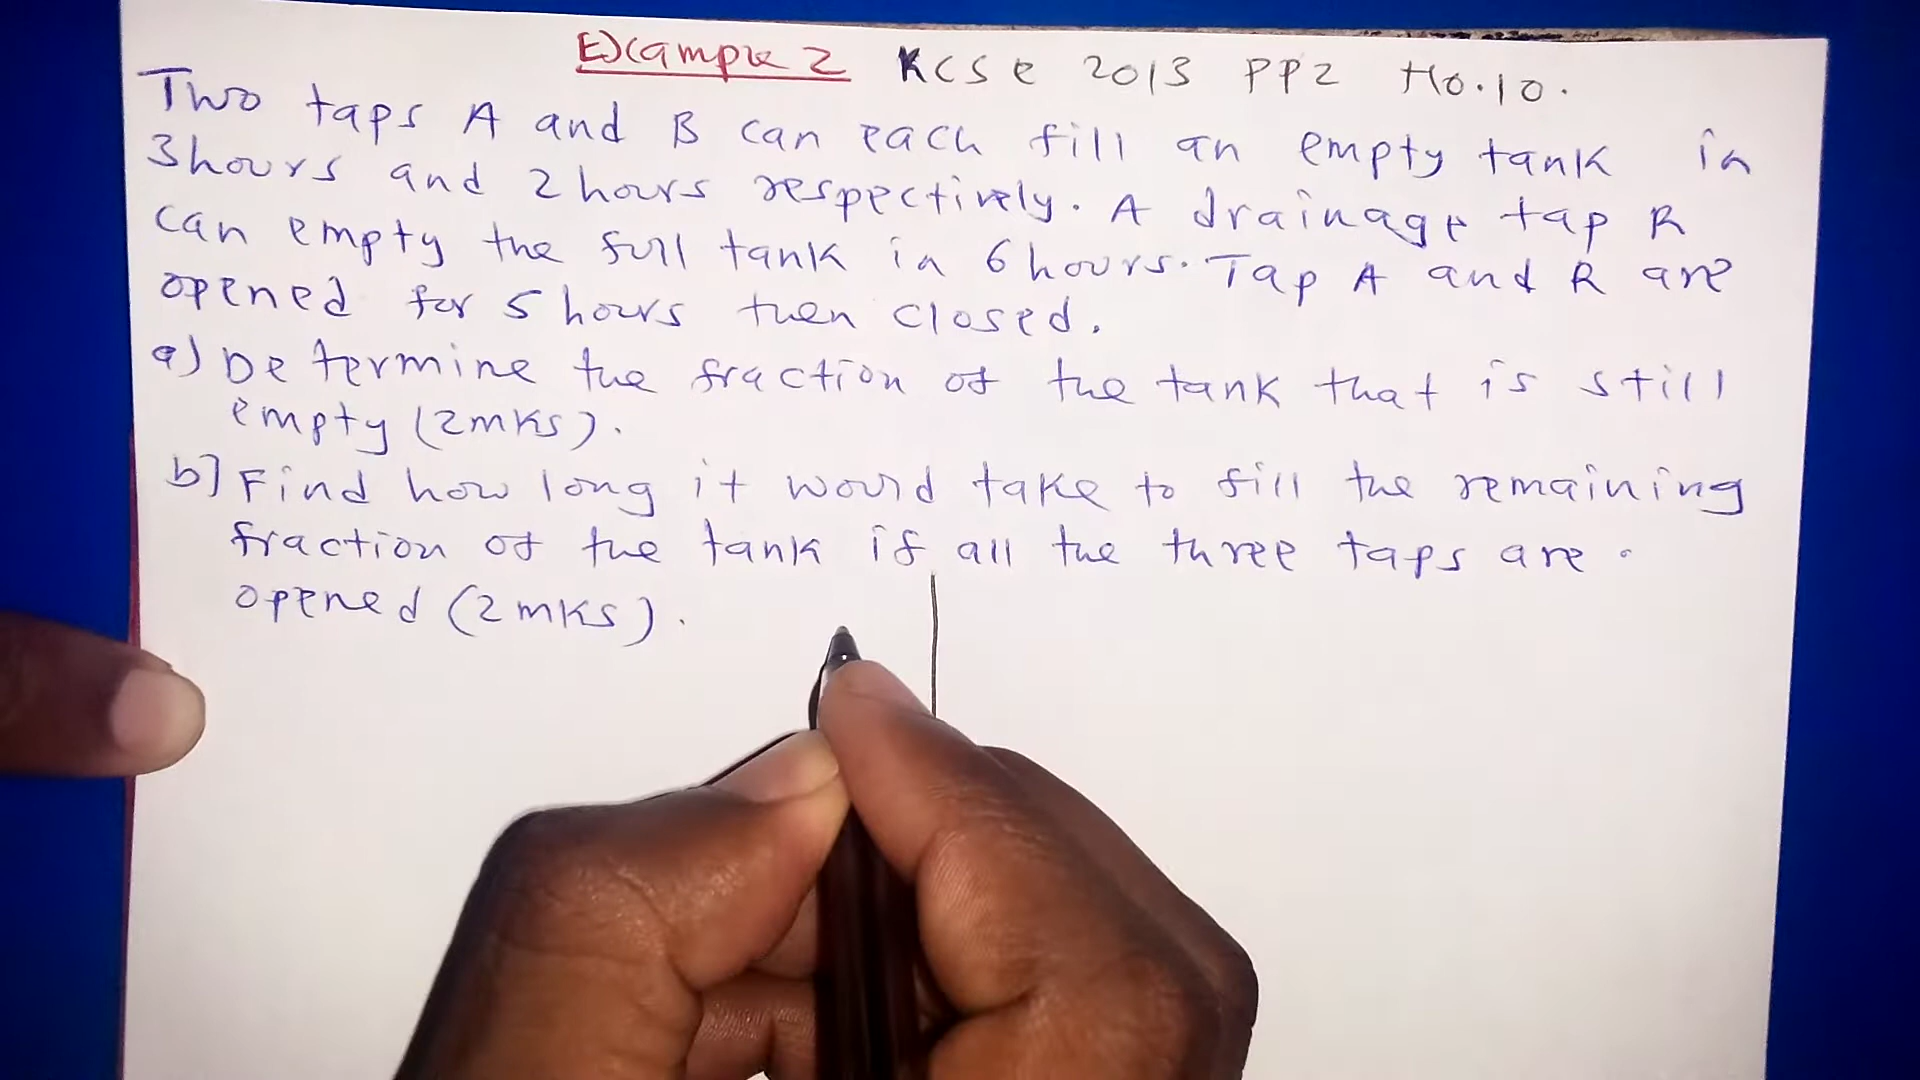 Example 2 KCSE 2013 PP2 No.10.
Two taps A and B can each fill an empty tank in
3hours and 2hours respectively. A drainage tap R
can empty the full tank in 6hours. Tap A and R are
opened for 5 hours then closed.
a) Determine the fraction of the tank that is still
empty (2mks).
b] Find how long it would take to fill the remaining
fraction of the tank if all the three taps are
opened (2mks).